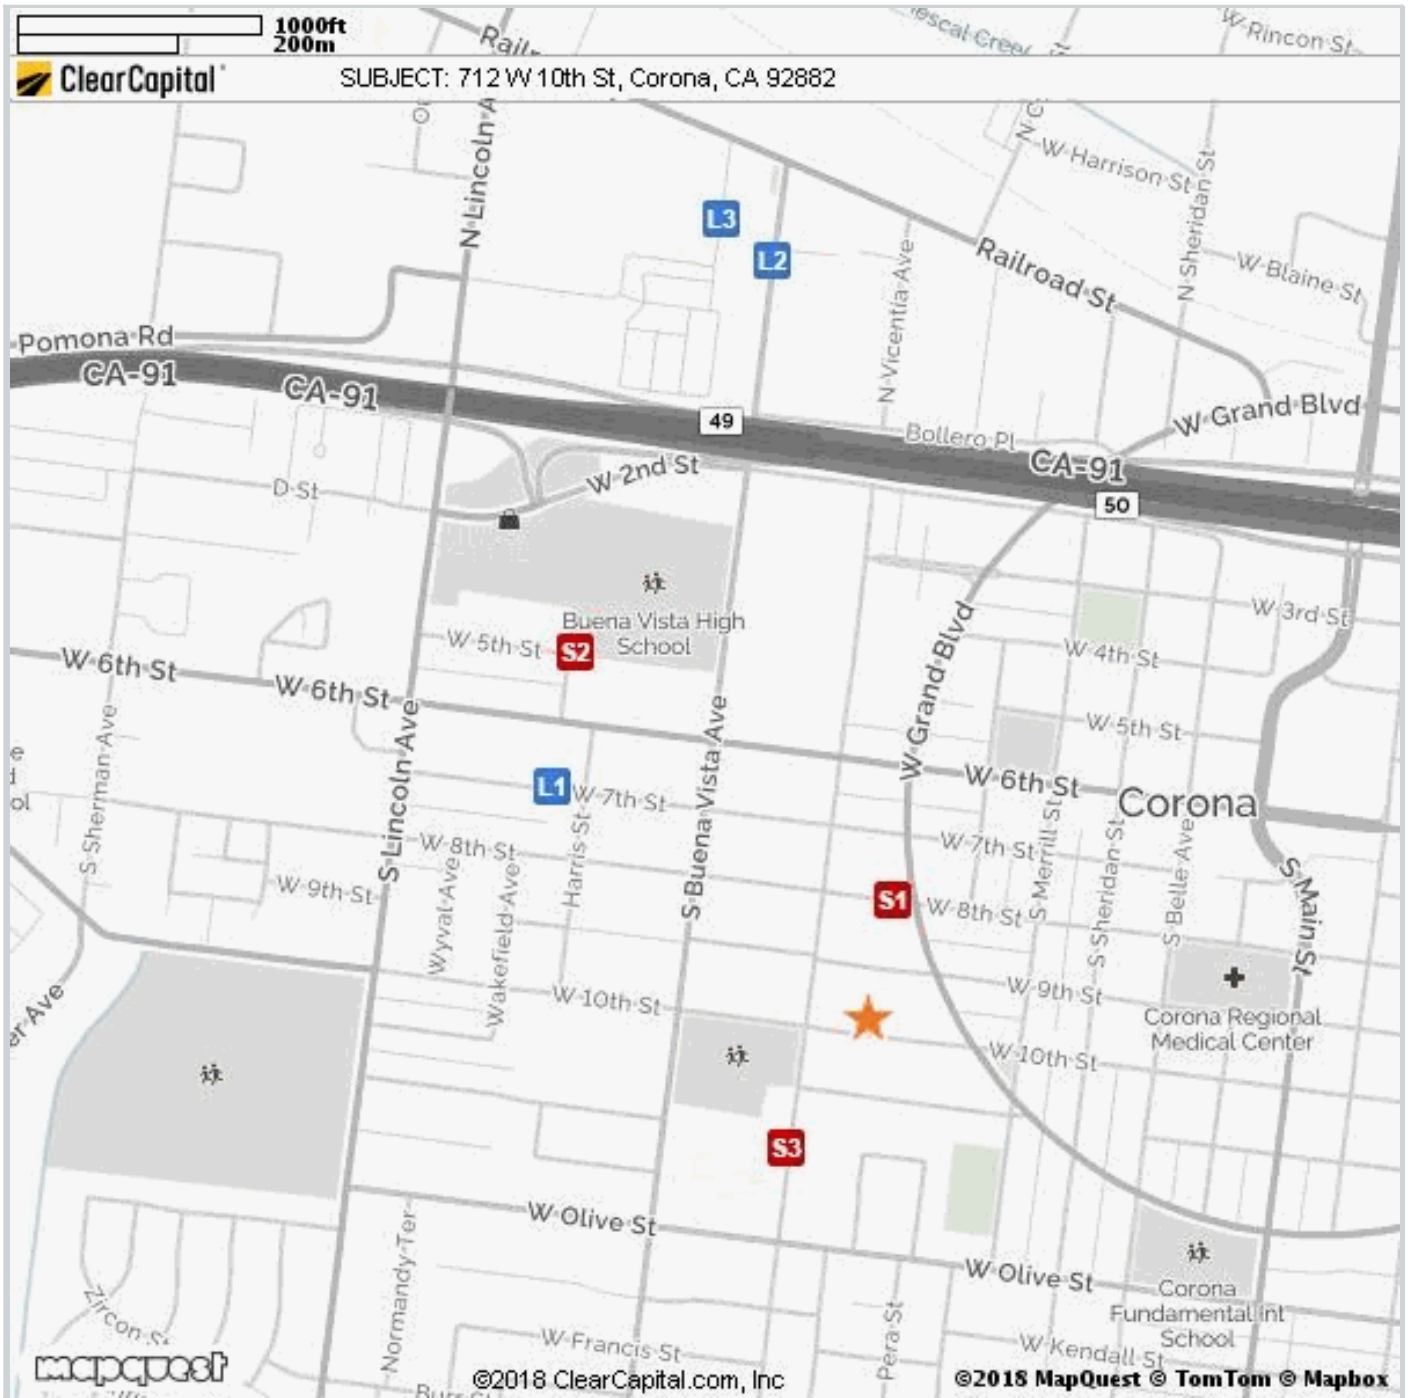 1000ft
200m
W Rincon St
ClearCapital
SUBJECT: 712 W 10th St, Corona, CA 92882
N Lincoln A
W Harrison St
N Sheridan St
L3
L2
Railroad St
W Blaine St
N Vicentia Ave
Pomona Rd
CA-91
CA-91
W Grand Blvd
49
Bollero Pl
CA-91
W 2nd St
D St
50
Buena Vista High
School
W 3rd St
W 5th St
S2
W 4th St
W 6th St
W 6th St
W Grand Blvd
W 5th St
S Sherman Ave
S Lincoln Ave
S Buena Vista Ave
W 6th St
L1
W 7th St
Corona
W 8th St
Harris St
W 7th St
S Merrill St
S Sheridan St
S Belle Ave
S Main St
W 9th St
Wyval Ave
Wakefield Ave
S1
W 8th St
W 10th St
W 9th St
Corona Regional
Medical Center
er Ave
W 10th St
S3
W Olive St
Normandy Ter
W Olive St
Corona
Fundamental Int
School
Zircon St
Pera St
W Francis St
W Kendall St
mapquest
©2018 ClearCapital.com, Inc
©2018 MapQuest © TomTom © Mapbox